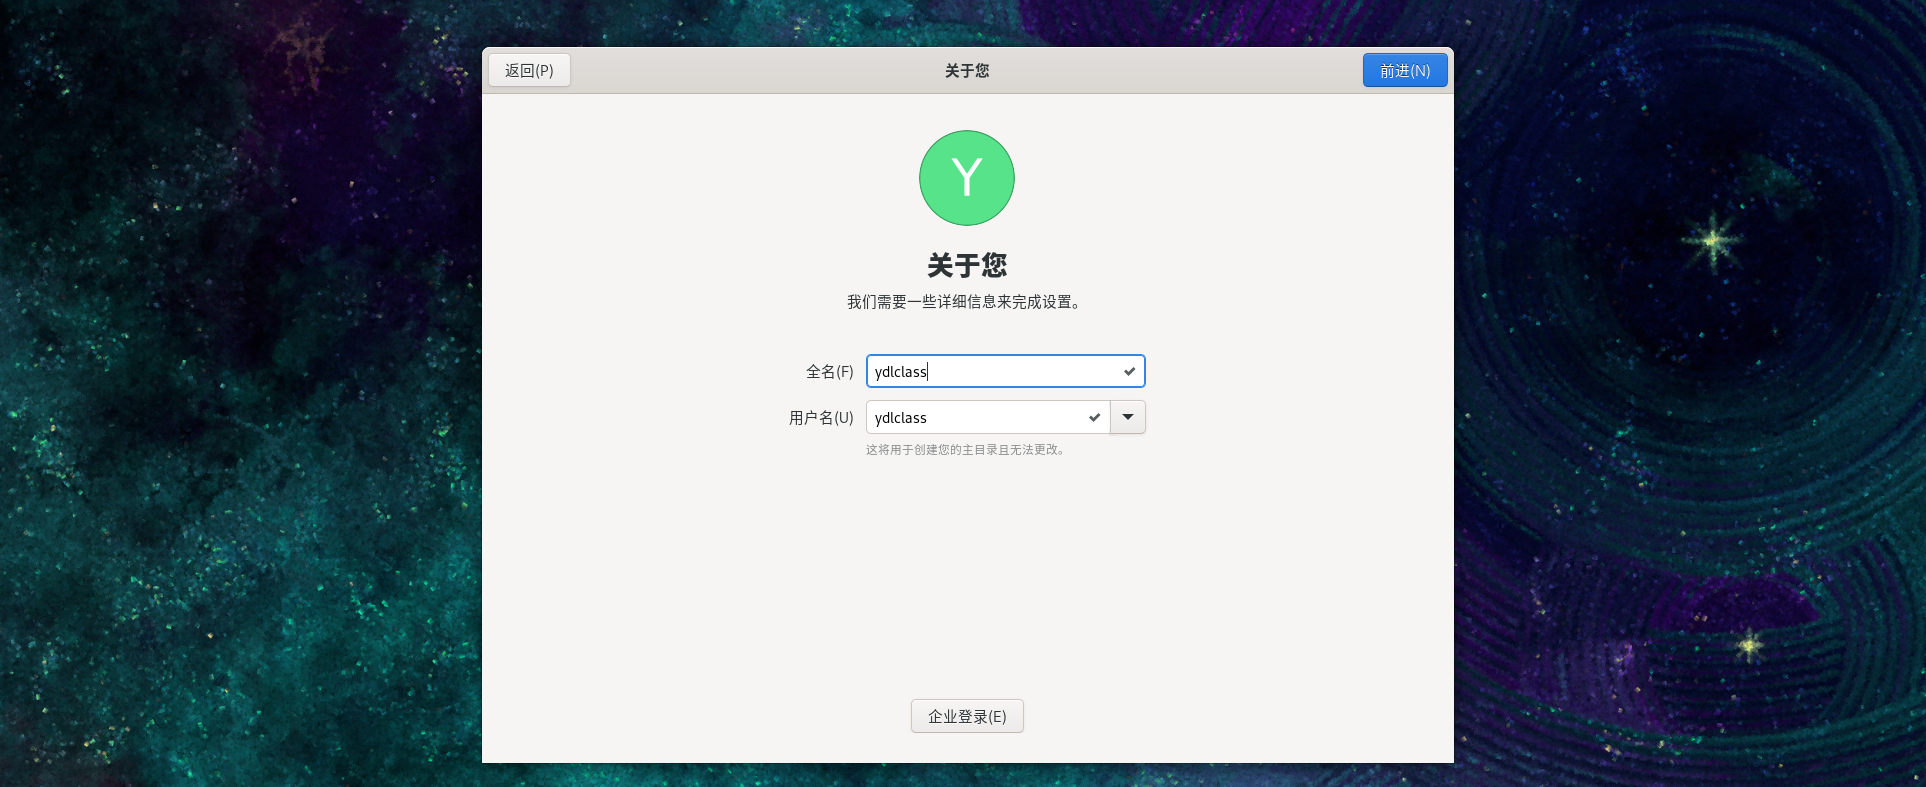 返回(P)
关于您
前进(N)
Y
关于您
我们需要一些详细信息来完成设置。
全名(F)
ydlclass
用户名(U)
ydlclass
这将用于创建您的主目录且无法更改。
企业登录(E)